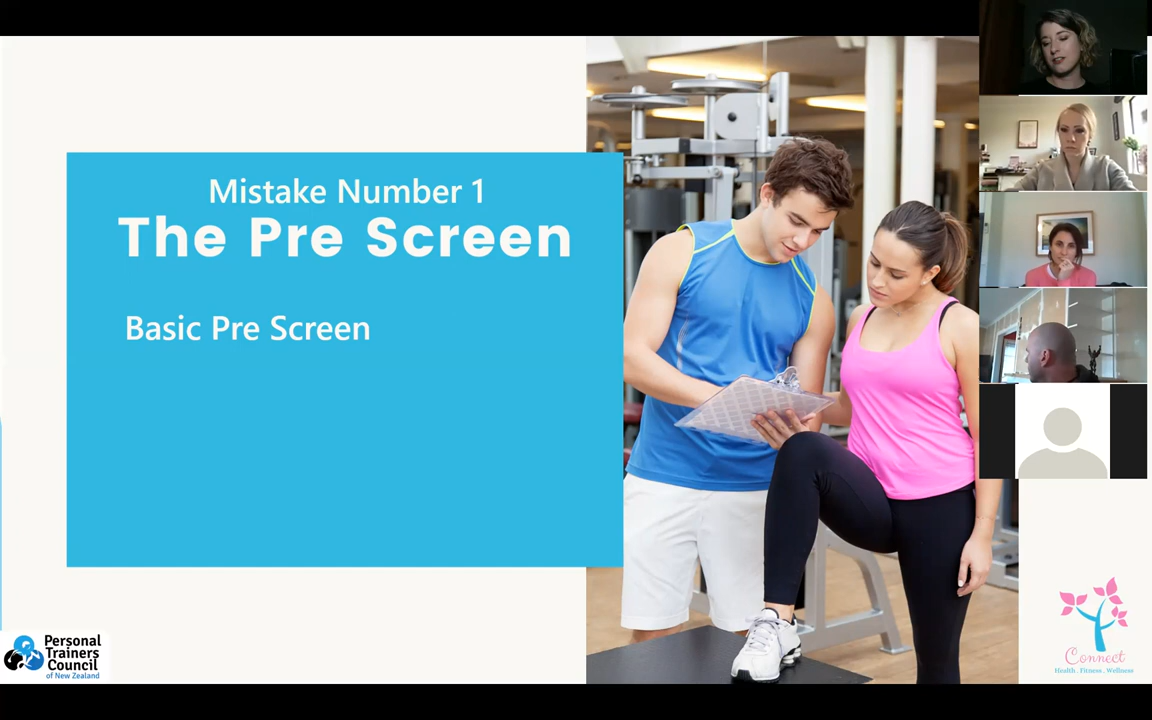 Mistake Number 1
The Pre Screen
Basic Pre Screen
Personal
Trainers
Council
of New Zealand
Connect
Health . Fitness . Wellness